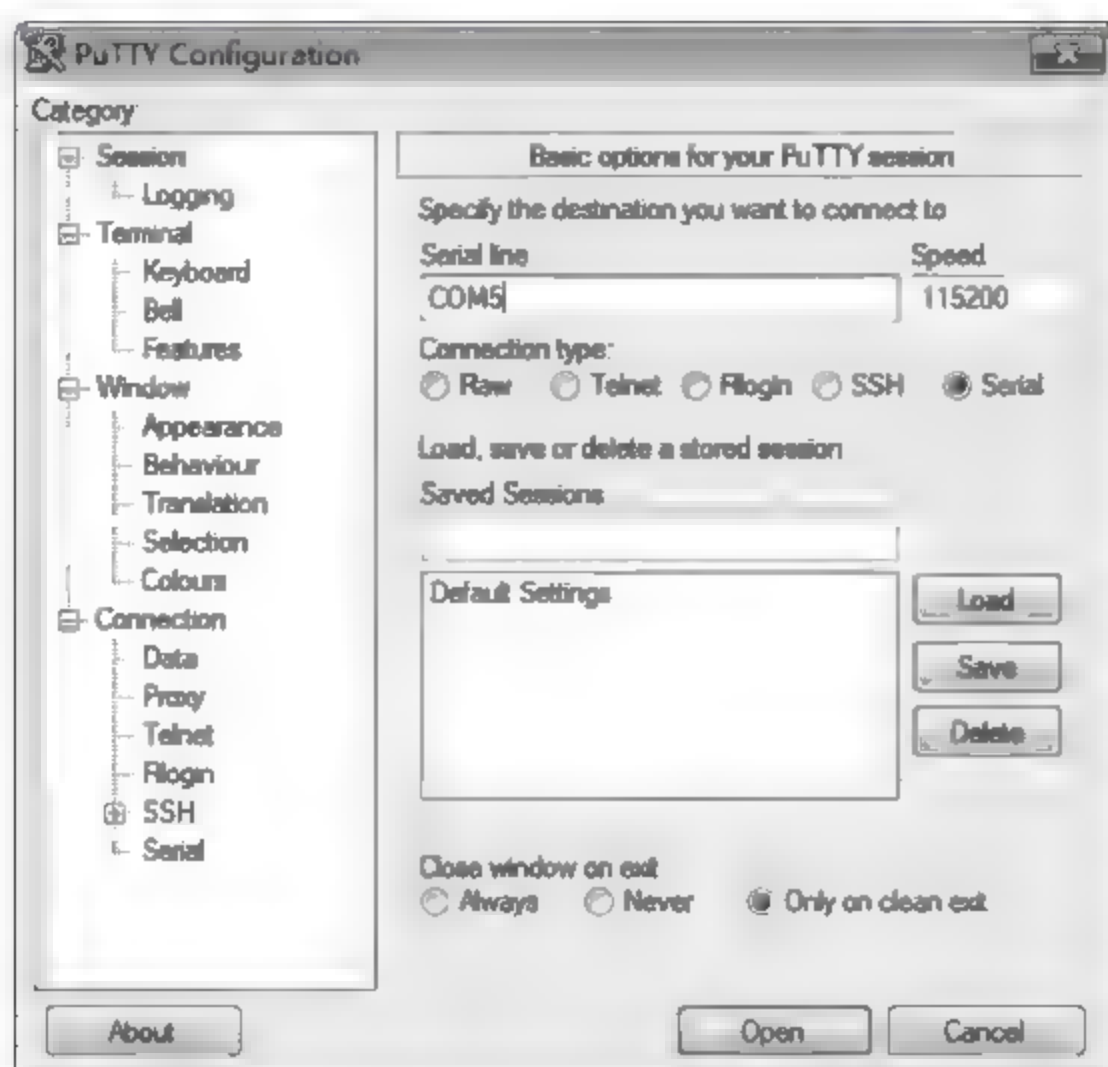 PuTTY Configuration
Category
Session
Logging
Terminal
Keyboard
Bell
Features
Window
Appearance
Behaviour
Translation
Selection
Colours
Connection
Data
Proxy
Telnet
Rlogin
SSH
Serial
Basic options for your PuTTY session
Specify the destination you want to connect to
Serial line Speed
COM5 115200
Connection type:
Raw Telnet Rlogin SSH Serial
Load, save or delete a stored session
Saved Sessions
Default Settings
Load
Save
Delete
Close window on exit
Always Never Only on clean exit
About Open Cancel